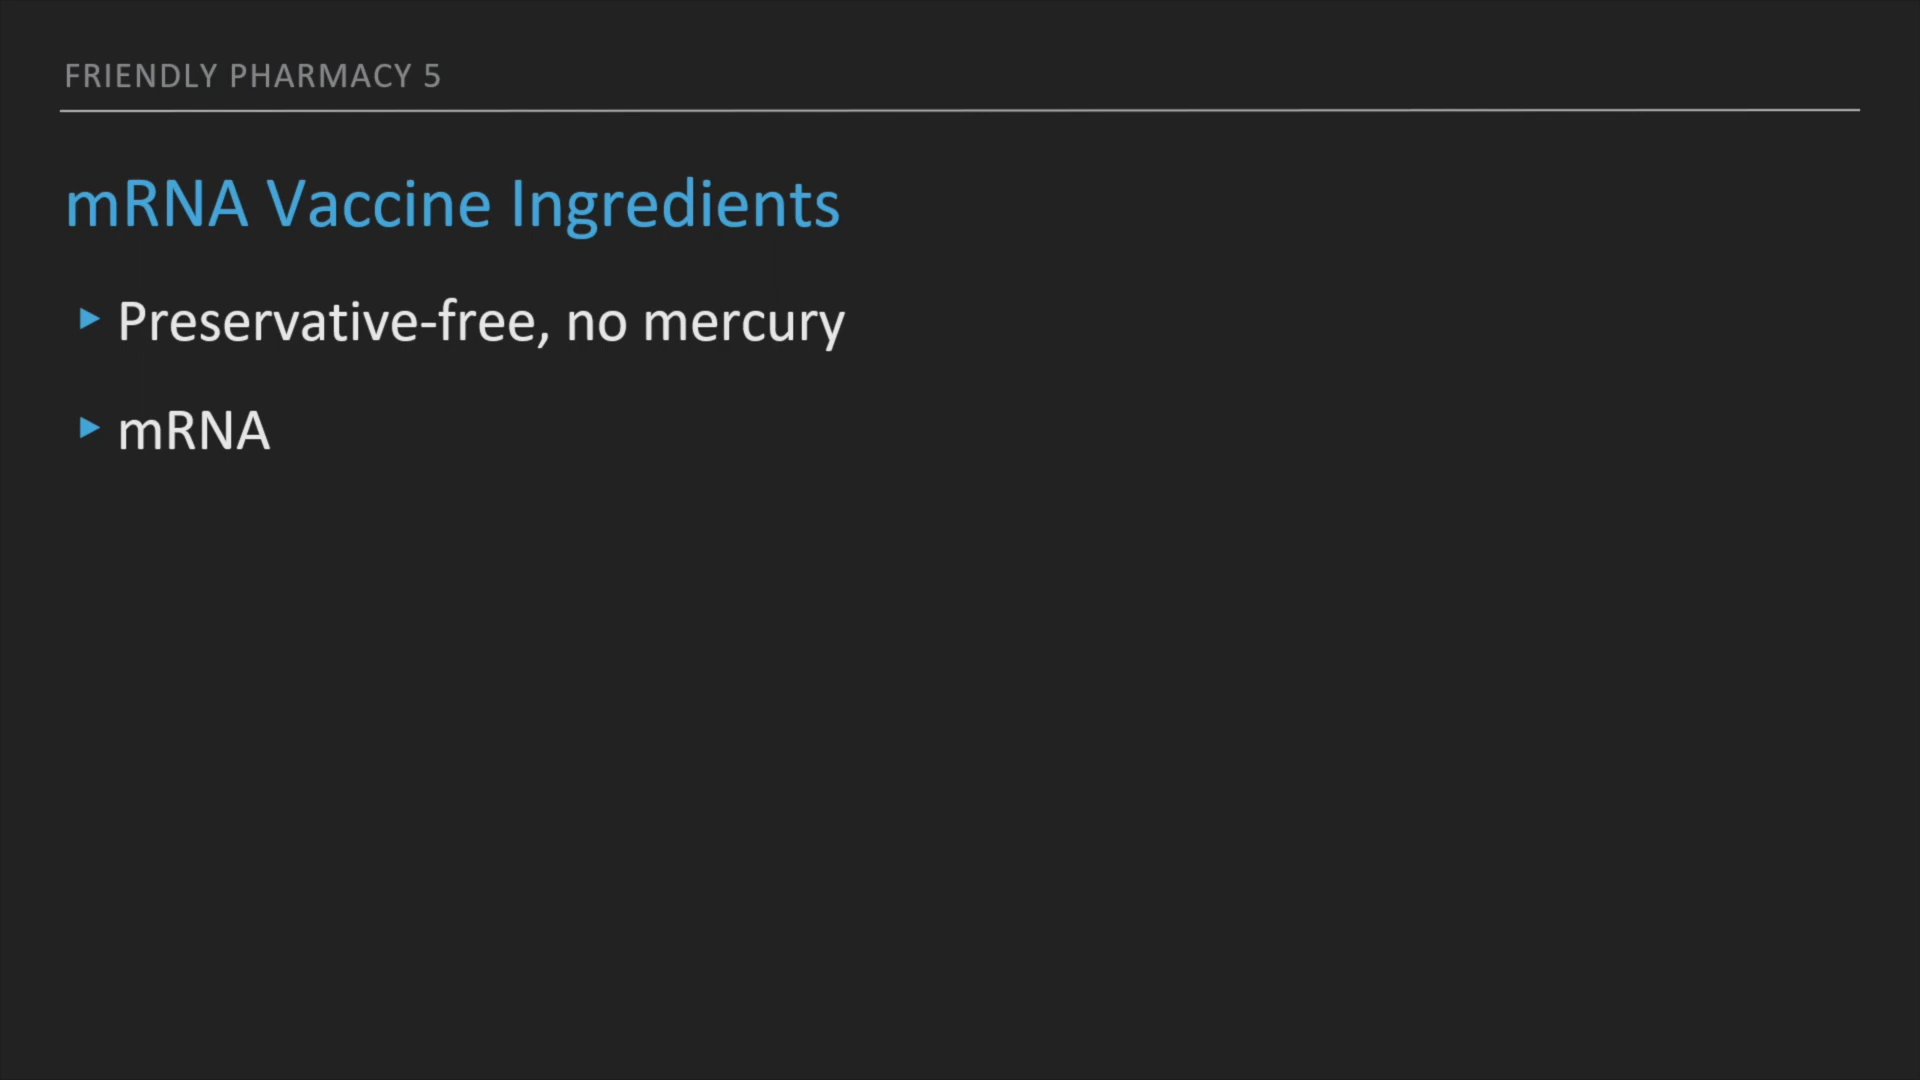 FRIENDLY PHARMACY 5
mRNA Vaccine Ingredients
Preservative-free, no mercury
mRNA